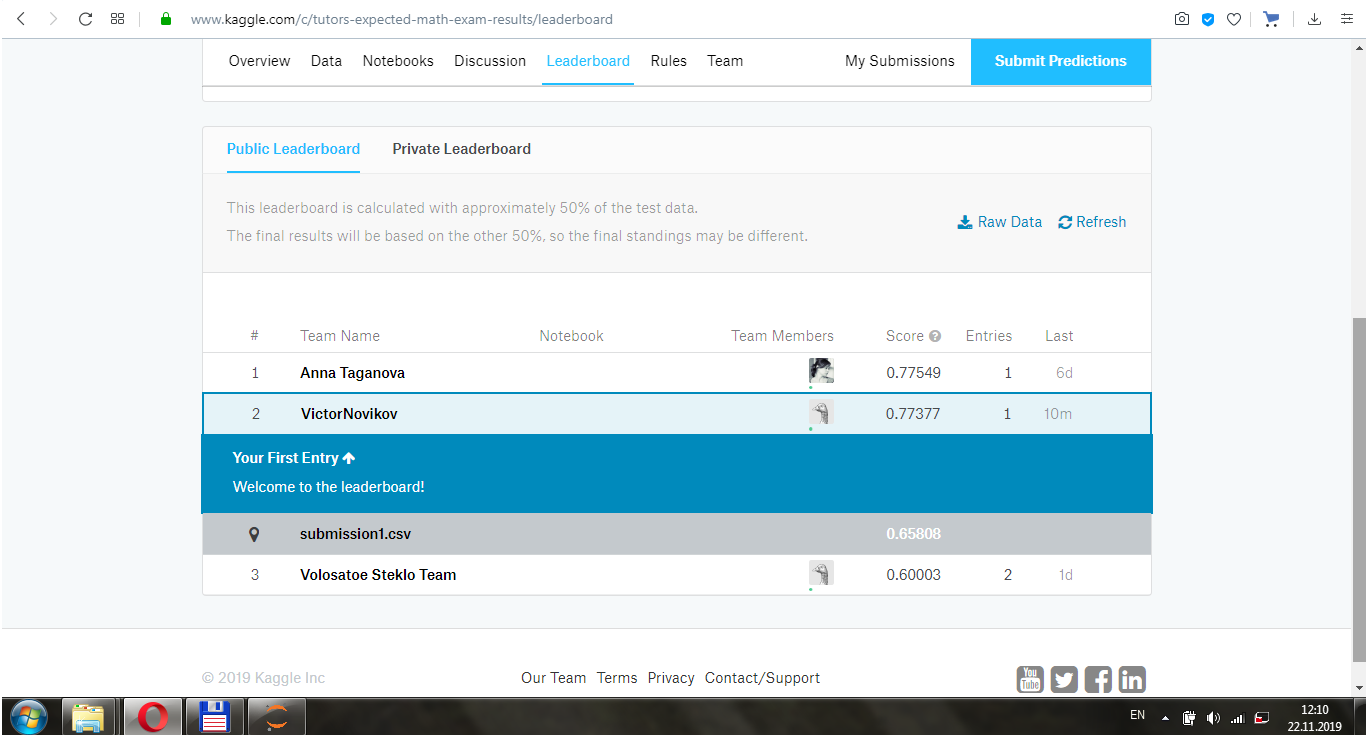 www.kaggle.com/c/tutors-expected-math-exam-results/leaderboard
Overview Data Notebooks Discussion Leaderboard Rules Team My Submissions Submit Predictions
Public Leaderboard Private Leaderboard
This leaderboard is calculated with approximately 50% of the test data.
The final results will be based on the other 50%, so the final standings may be different.
Raw Data Refresh
# Team Name Notebook Team Members Score ? Entries Last
1 Anna Taganova 0.77549 1 6d
2 VictorNovikov 0.77377 1 10m
Your First Entry
Welcome to the leaderboard!
submission1.csv 0.65808
3 Volosatoe Steklo Team 0.60003 2 1d
© 2019 Kaggle Inc Our Team Terms Privacy Contact/Support You Tube
EN 12:10
22.11.2019